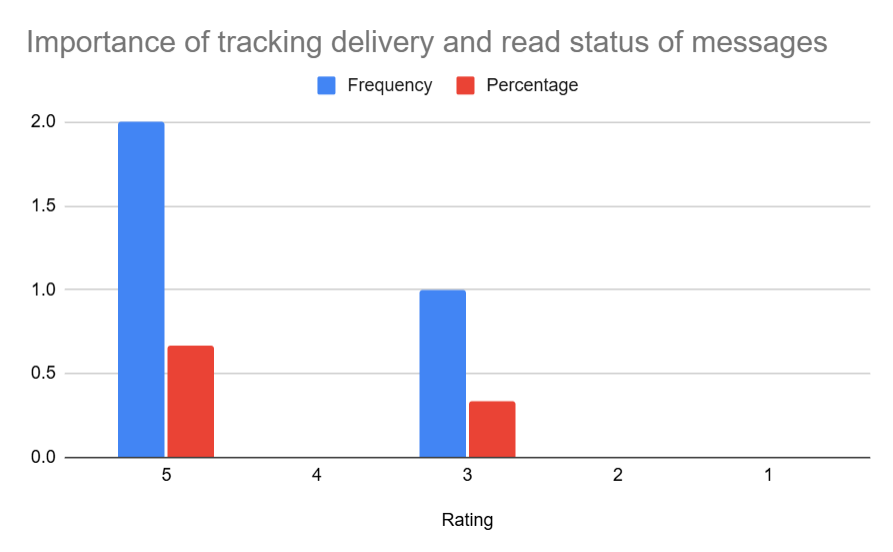 Importance of tracking delivery and read status of messages
Frequency Percentage
2.0
1.5
1.0
0.5
0.0
5 4 3 2 1
Rating